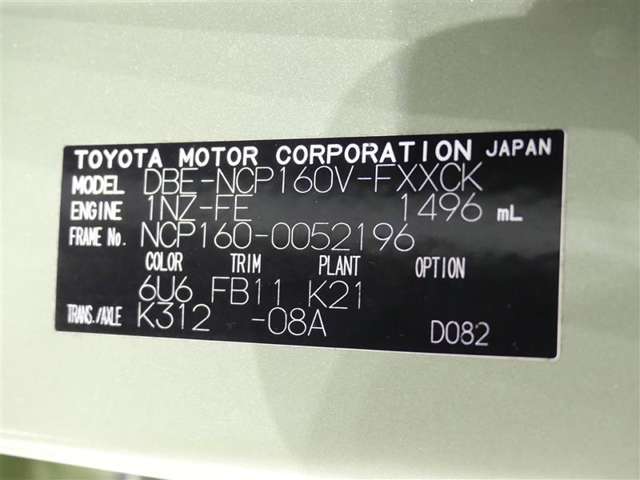 TOYOTA MOTOR CORPORATION JAPAN
MODEL DBE-NCP160V-FXXCK
ENGINE 1NZ-FE 1496 mL
FRAME No. NCP160-0052196
COLOR TRIM PLANT OPTION
6U6 FB11 K21
TRANS./AXLE K312 -08A D082